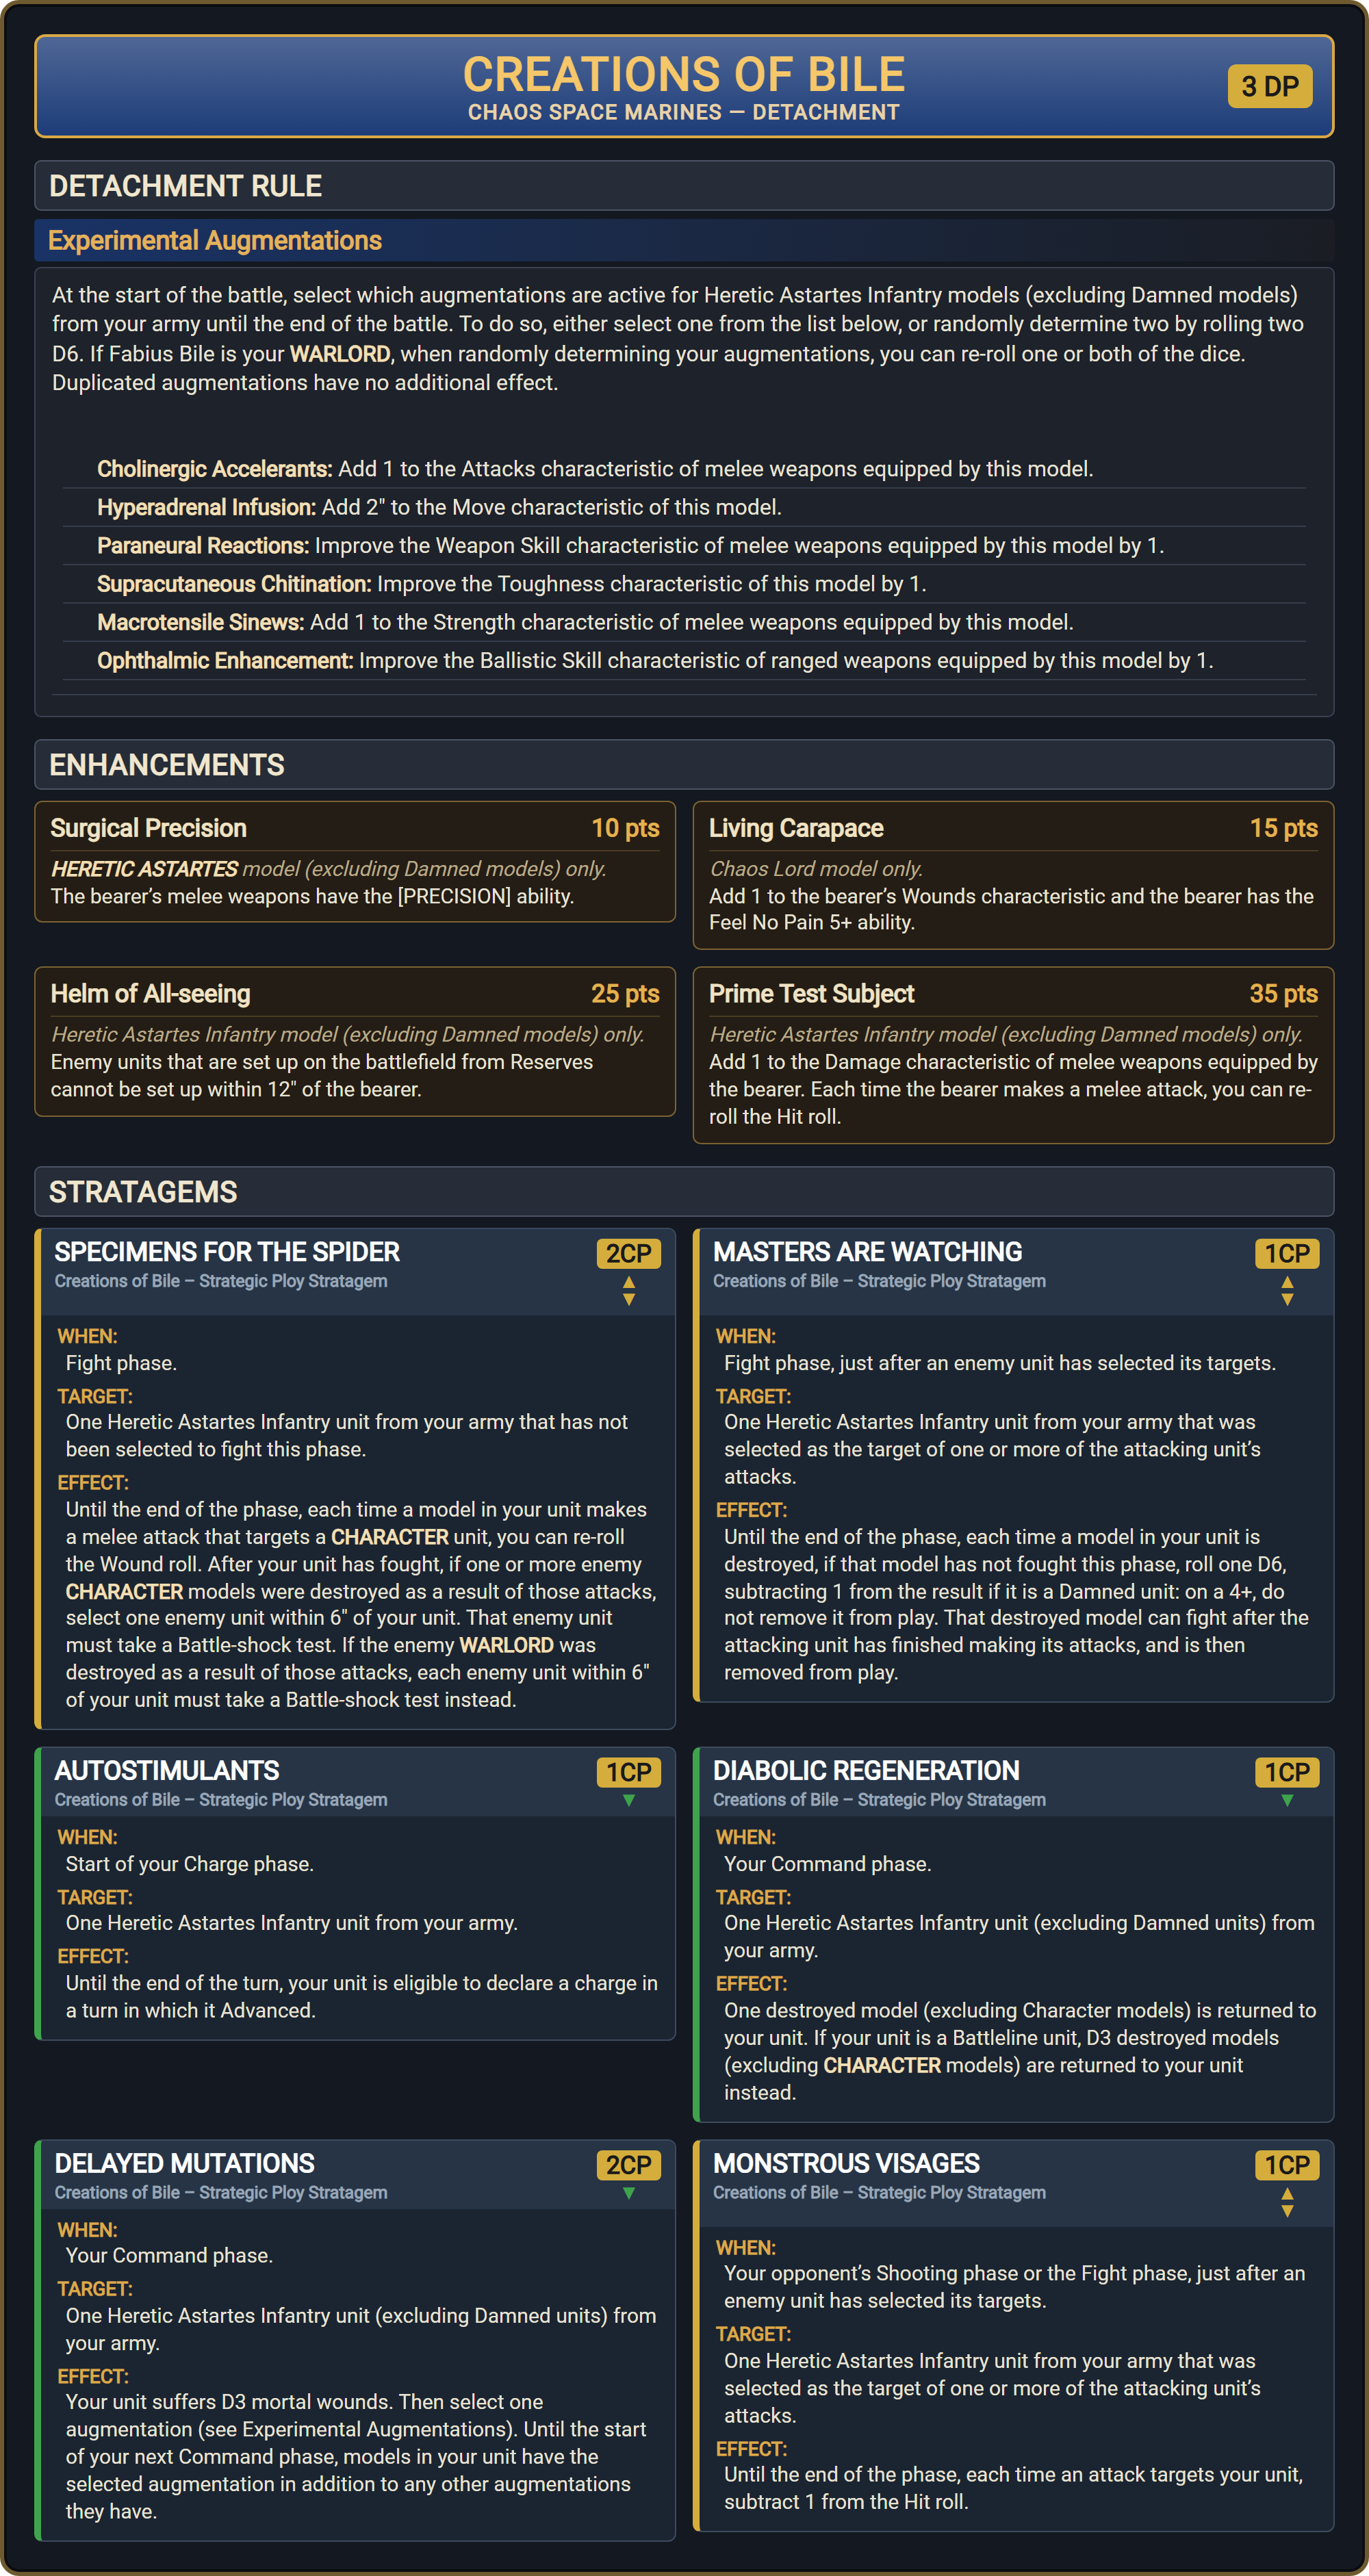 CREATIONS OF BILE
CHAOS SPACE MARINES — DETACHMENT
3 DP
DETACHMENT RULE
Experimental Augmentations
At the start of the battle, select which augmentations are active for Heretic Astartes Infantry models (excluding Damned models)
from your army until the end of the battle. To do so, either select one from the list below, or randomly determine two by rolling two
D6. If Fabius Bile is your WARLORD, when randomly determining your augmentations, you can re-roll one or both of the dice.
Duplicated augmentations have no additional effect.
Cholinergic Accelerants: Add 1 to the Attacks characteristic of melee weapons equipped by this model.
Hyperadrenal Infusion: Add 2" to the Move characteristic of this model.
Paraneural Reactions: Improve the Weapon Skill characteristic of melee weapons equipped by this model by 1.
Supracutaneous Chitination: Improve the Toughness characteristic of this model by 1.
Macrotensile Sinews: Add 1 to the Strength characteristic of melee weapons equipped by this model.
Ophthalmic Enhancement: Improve the Ballistic Skill characteristic of ranged weapons equipped by this model by 1.
ENHANCEMENTS
Surgical Precision
10 pts
HERETIC ASTARTES model (excluding Damned models) only.
The bearer’s melee weapons have the [PRECISION] ability.
Living Carapace
15 pts
Chaos Lord model only.
Add 1 to the bearer’s Wounds characteristic and the bearer has the
Feel No Pain 5+ ability.
Helm of All-seeing
25 pts
Heretic Astartes Infantry model (excluding Damned models) only.
Enemy units that are set up on the battlefield from Reserves
cannot be set up within 12" of the bearer.
Prime Test Subject
35 pts
Heretic Astartes Infantry model (excluding Damned models) only.
Add 1 to the Damage characteristic of melee weapons equipped by
the bearer. Each time the bearer makes a melee attack, you can re-
roll the Hit roll.
STRATAGEMS
SPECIMENS FOR THE SPIDER
2CP
Creations of Bile – Strategic Ploy Stratagem
WHEN:
Fight phase.
TARGET:
One Heretic Astartes Infantry unit from your army that has not
been selected to fight this phase.
EFFECT:
Until the end of the phase, each time a model in your unit makes
a melee attack that targets a CHARACTER unit, you can re-roll
the Wound roll. After your unit has fought, if one or more enemy
CHARACTER models were destroyed as a result of those attacks,
select one enemy unit within 6" of your unit. That enemy unit
must take a Battle-shock test. If the enemy WARLORD was
destroyed as a result of those attacks, each enemy unit within 6"
of your unit must take a Battle-shock test instead.
MASTERS ARE WATCHING
1CP
Creations of Bile – Strategic Ploy Stratagem
WHEN:
Fight phase, just after an enemy unit has selected its targets.
TARGET:
One Heretic Astartes Infantry unit from your army that was
selected as the target of one or more of the attacking unit’s
attacks.
EFFECT:
Until the end of the phase, each time a model in your unit is
destroyed, if that model has not fought this phase, roll one D6,
subtracting 1 from the result if it is a Damned unit: on a 4+, do
not remove it from play. That destroyed model can fight after the
attacking unit has finished making its attacks, and is then
removed from play.
AUTOSTIMULANTS
1CP
Creations of Bile – Strategic Ploy Stratagem
WHEN:
Start of your Charge phase.
TARGET:
One Heretic Astartes Infantry unit from your army.
EFFECT:
Until the end of the turn, your unit is eligible to declare a charge in
a turn in which it Advanced.
DIABOLIC REGENERATION
1CP
Creations of Bile – Strategic Ploy Stratagem
WHEN:
Your Command phase.
TARGET:
One Heretic Astartes Infantry unit (excluding Damned units) from
your army.
EFFECT:
One destroyed model (excluding Character models) is returned to
your unit. If your unit is a Battleline unit, D3 destroyed models
(excluding CHARACTER models) are returned to your unit
instead.
DELAYED MUTATIONS
2CP
Creations of Bile – Strategic Ploy Stratagem
WHEN:
Your Command phase.
TARGET:
One Heretic Astartes Infantry unit (excluding Damned units) from
your army.
EFFECT:
Your unit suffers D3 mortal wounds. Then select one
augmentation (see Experimental Augmentations). Until the start
of your next Command phase, models in your unit have the
selected augmentation in addition to any other augmentations
they have.
MONSTROUS VISAGES
1CP
Creations of Bile – Strategic Ploy Stratagem
WHEN:
Your opponent’s Shooting phase or the Fight phase, just after an
enemy unit has selected its targets.
TARGET:
One Heretic Astartes Infantry unit from your army that was
selected as the target of one or more of the attacking unit’s
attacks.
EFFECT:
Until the end of the phase, each time an attack targets your unit,
subtract 1 from the Hit roll.